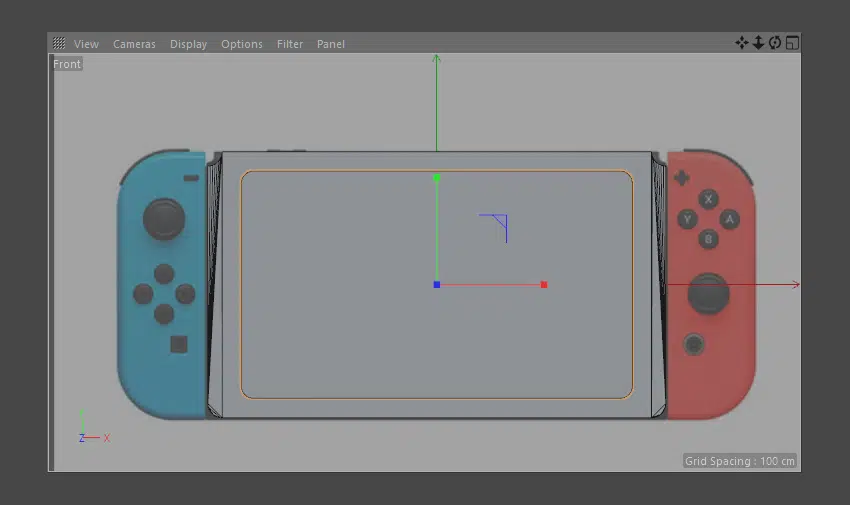 View Cameras Display Options Filter Panel
Front
X
Y A
B
Z X
Grid Spacing : 100 cm